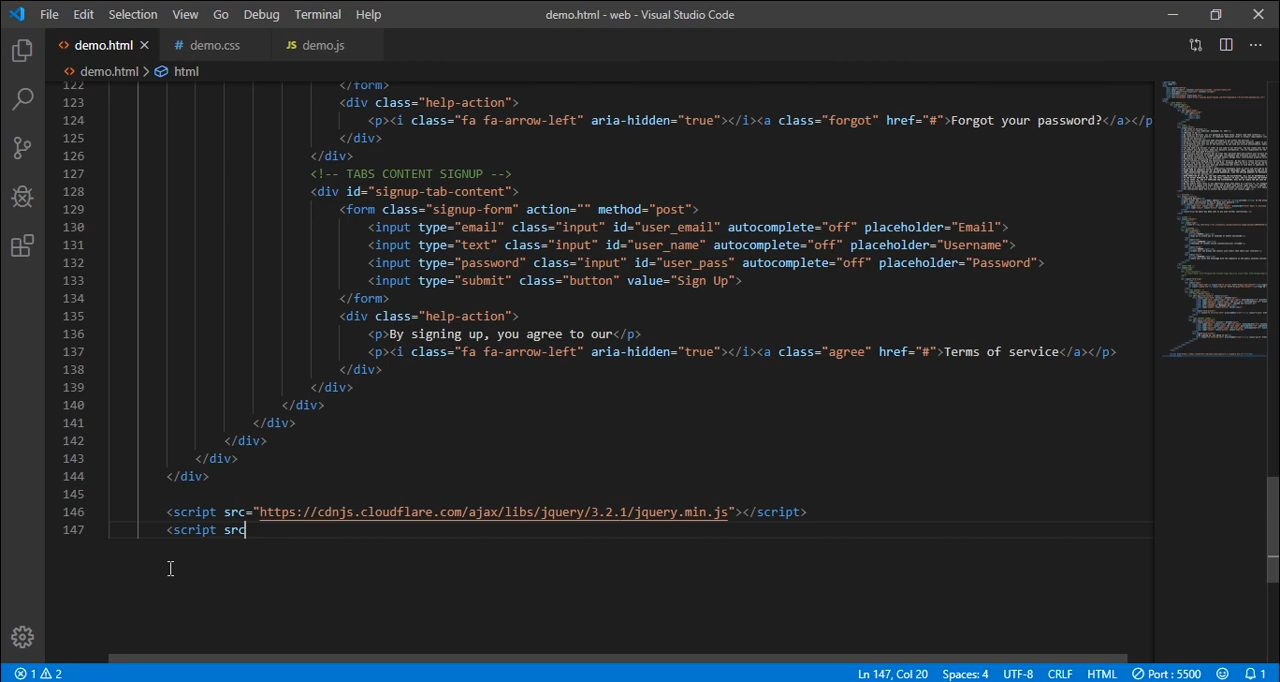 File Edit Selection View Go Debug Terminal Help demo.html - web - Visual Studio Code
<> demo.html # demo.css JS demo.js
<> demo.html > html
122 </form>
123 <div class="help-action">
124 <p><i class="fa fa-arrow-left" aria-hidden="true"></i><a class="forgot" href="#">Forgot your password?</a></p
125 </div>
126 </div>
127 <!-- TABS CONTENT SIGNUP -->
128 <div id="signup-tab-content">
129 <form class="signup-form" action="" method="post">
130 <input type="email" class="input" id="user_email" autocomplete="off" placeholder="Email">
131 <input type="text" class="input" id="user_name" autocomplete="off" placeholder="Username">
132 <input type="password" class="input" id="user_pass" autocomplete="off" placeholder="Password">
133 <input type="submit" class="button" value="Sign Up">
134 </form>
135 <div class="help-action">
136 <p>By signing up, you agree to our</p>
137 <p><i class="fa fa-arrow-left" aria-hidden="true"></i><a class="agree" href="#">Terms of service</a></p>
138 </div>
139 </div>
140 </div>
141 </div>
142 </div>
143 </div>
144 </div>
145
146 <script src="https://cdnjs.cloudflare.com/ajax/libs/jquery/3.2.1/jquery.min.js"></script>
147 <script src
1 2 Ln 147, Col 20 Spaces: 4 UTF-8 CRLF HTML Port : 5500 1